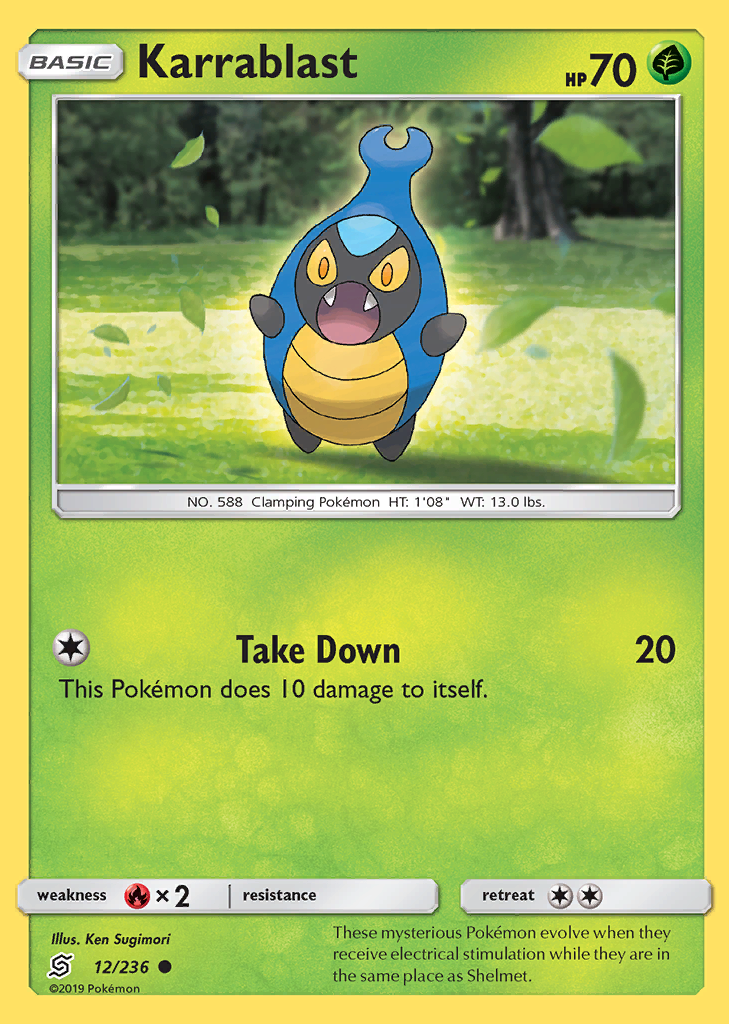 BASIC Karrablast HP70
NO. 588 Clamping Pokémon HT: 1'08" WT: 13.0 lbs.
Take Down 20
This Pokémon does 10 damage to itself.
weakness ×2 resistance retreat
Illus. Ken Sugimori
12/236
©2019 Pokémon
These mysterious Pokémon evolve when they
receive electrical stimulation while they are in
the same place as Shelmet.